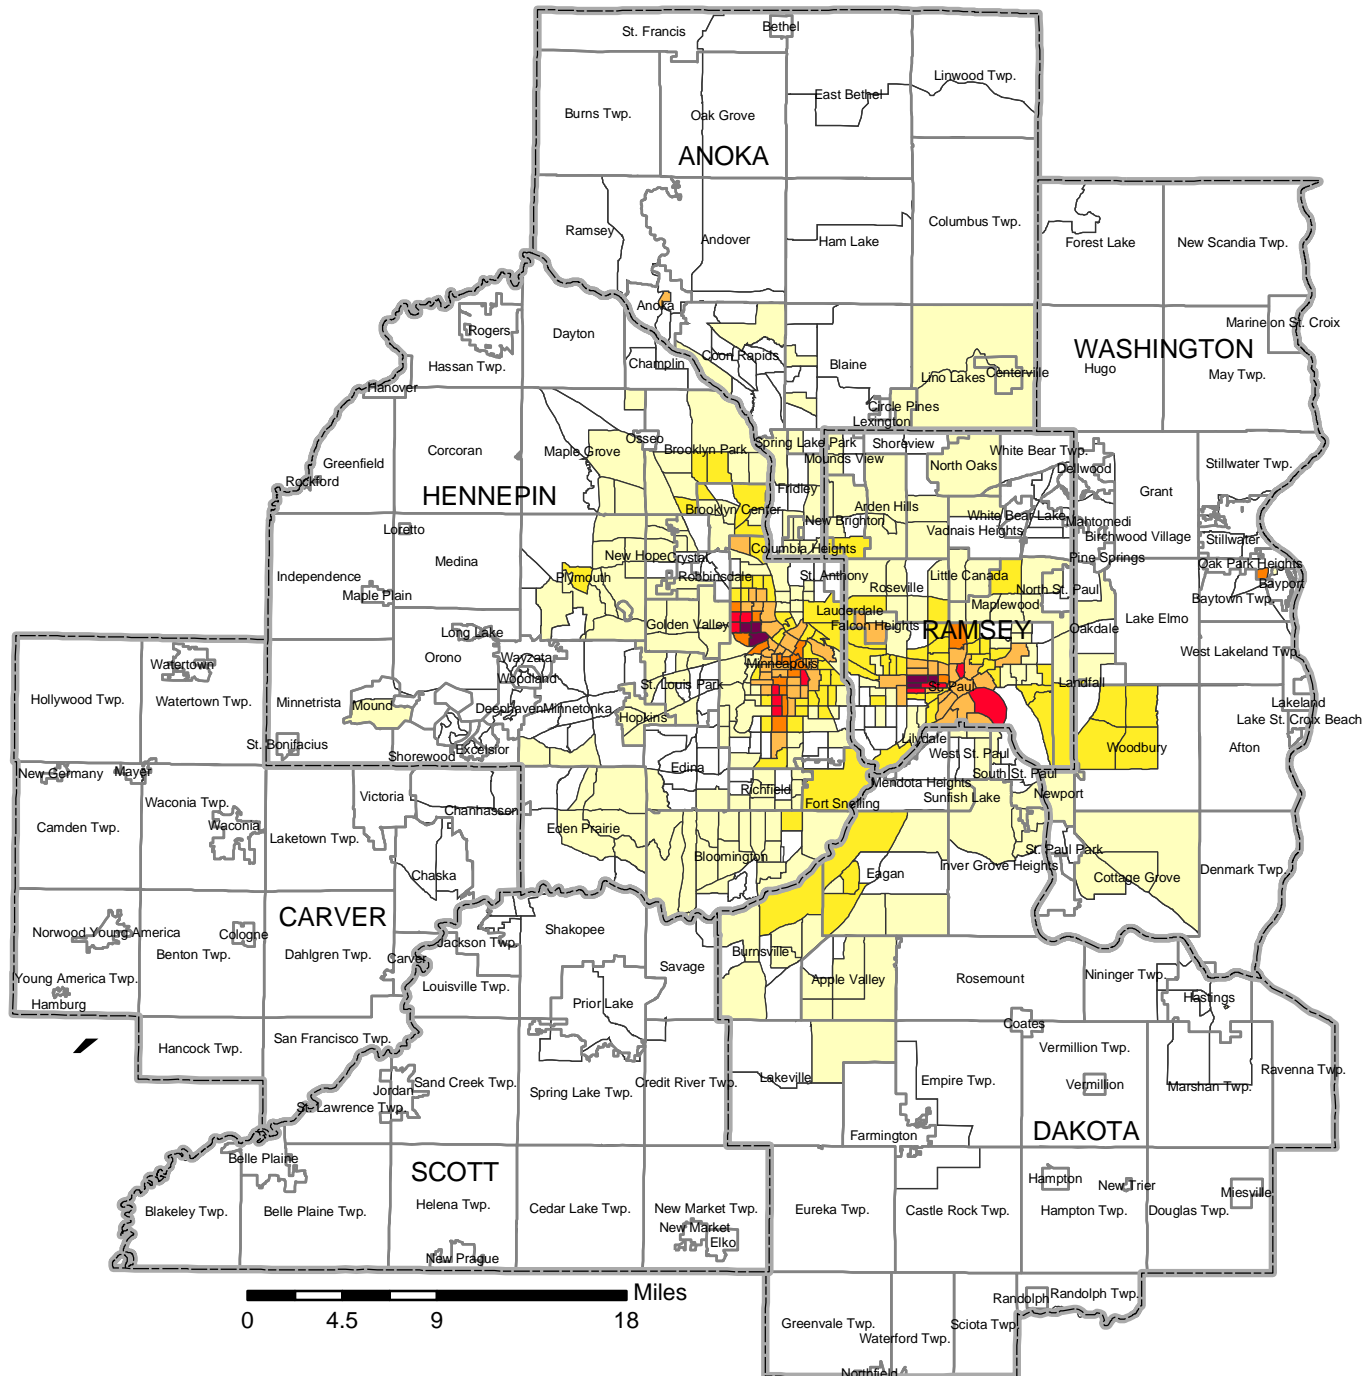 St. Francis
Bethel
Linwood Twp.
East Bethel
Burns Twp.
Oak Grove
ANOKA
Ramsey
Andover
Ham Lake
Columbus Twp.
Forest Lake
New Scandia Twp.
Anoka
Rogers
Dayton
Marine on St. Croix
Hassan Twp.
Champlin
Coon Rapids
Blaine
WASHINGTON
Hugo
May Twp.
Hanover
Lino Lakes
Centerville
Circle Pines
Lexington
Corcoran
Maple Grove
Osseo
Brooklyn Park
Spring Lake Park
Shoreview
White Bear Twp.
Mounds View
North Oaks
Dellwood
Greenfield
Stillwater Twp.
Rockford
HENNEPIN
Fridley
Grant
Brooklyn Center
Arden Hills
New Brighton
White Bear Lake
Vadnais Heights
Mahtomedi
Birchwood Village
Stillwater
Loretto
Medina
New Hope
Crystal
Columbia Heights
Pine Springs
Oak Park Heights
Bayport
Independence
Plymouth
Robbinsdale
St. Anthony
Roseville
Little Canada
North St. Paul
Maple Plain
Baytown Twp.
Maplewood
Lauderdale
Falcon Heights
Golden Valley
RAMSEY
Oakdale
Lake Elmo
Long Lake
Orono
Wayzata
Woodland
Minneapolis
West Lakeland Twp.
Watertown
Hollywood Twp.
Watertown Twp.
Minnetrista
Mound
St. Louis Park
St. Paul
Landfall
Deephaven
Minnetonka
Hopkins
Lakeland
Lake St. Croix Beach
St. Bonifacius
Shorewood
Excelsior
Lilydale
West St. Paul
Woodbury
Afton
New Germany
Mayer
Edina
South St. Paul
Mendota Heights
Waconia Twp.
Victoria
Chanhassen
Richfield
Fort Snelling
Sunfish Lake
Newport
Camden Twp.
Waconia
Laketown Twp.
Eden Prairie
Bloomington
St. Paul Park
Chaska
Eagan
Inver Grove Heights
Cottage Grove
Denmark Twp.
CARVER
Norwood Young America
Cologne
Benton Twp.
Dahlgren Twp.
Carver
Jackson Twp.
Shakopee
Burnsville
Savage
Young America Twp.
Hamburg
Louisville Twp.
Prior Lake
Apple Valley
Rosemount
Nininger Twp.
Hastings
Coates
Hancock Twp.
San Francisco Twp.
Vermillion Twp.
Ravenna Twp.
Jordan
Sand Creek Twp.
Spring Lake Twp.
Credit River Twp.
Lakeville
Empire Twp.
Vermillion
Marshan Twp.
St. Lawrence Twp.
Farmington
DAKOTA
Belle Plaine
SCOTT
Hampton
New Trier
Miesville
Blakeley Twp.
Belle Plaine Twp.
Helena Twp.
Cedar Lake Twp.
New Market Twp.
Eureka Twp.
Castle Rock Twp.
Hampton Twp.
Douglas Twp.
New Market
Elko
New Prague
Miles
0 4.5 9 18
Randolph
Randolph Twp.
Greenvale Twp.
Waterford Twp.
Sciota Twp.
Northfield